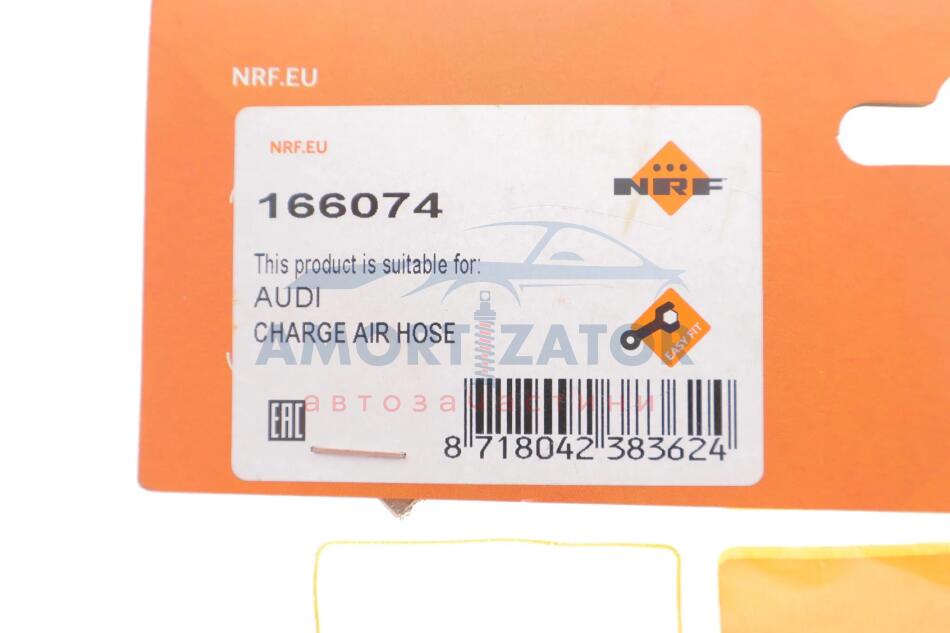 NRF.EU
NRF.EU
NRF
166074
This product is suitable for:
AUDI
CHARGE AIR HOSE
EASY FIT
AMORTIZATOR
автозапчастини
EAC
8 718042 383624